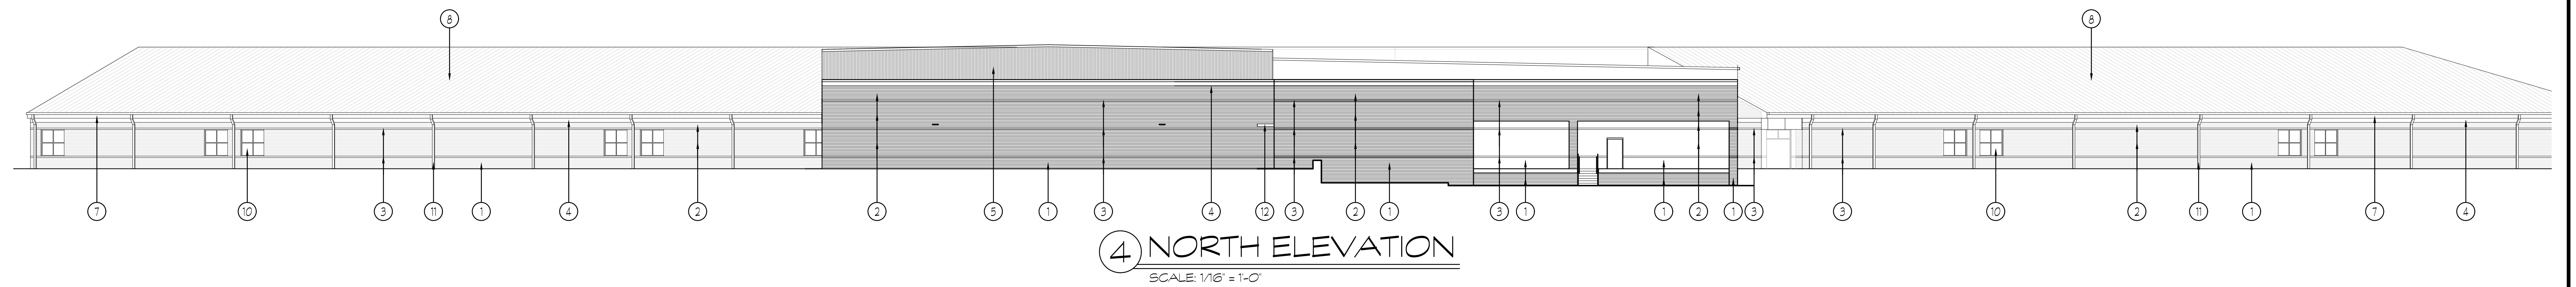 8 8
7 10 3 11 1 4 2 2 5 1 3 4 12 3 2 1 3 1 1 2 1 3 3 10 2 11 1 7 4
4 NORTH ELEVATION
SCALE: 1/16" = 1'-0"